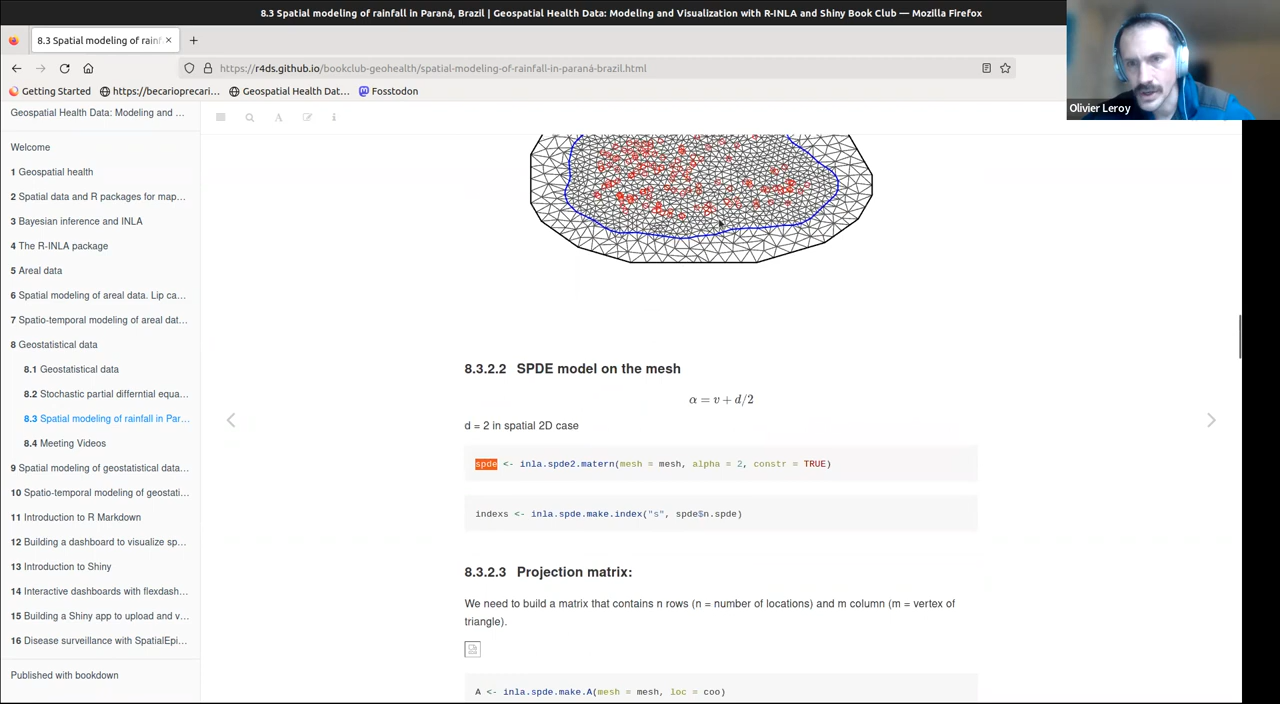 8.3 Spatial modeling of rainfall in Paraná, Brazil | Geospatial Health Data: Modeling and Visualization with R-INLA and Shiny Book Club — Mozilla Firefox
8.3 Spatial modeling of rainf
https://r4ds.github.io/bookclub-geohealth/spatial-modeling-of-rainfall-in-paraná-brazil.html
Getting Started
https://becarioprecari...
Geospatial Health Dat...
Fosstodon
Olivier Leroy
Geospatial Health Data: Modeling and ...
Welcome
1 Geospatial health
2 Spatial data and R packages for map...
3 Bayesian inference and INLA
4 The R-INLA package
5 Areal data
6 Spatial modeling of areal data. Lip ca...
7 Spatio-temporal modeling of areal dat...
8 Geostatistical data
8.1 Geostatistical data
8.2 Stochastic partial differntial equa...
8.3 Spatial modeling of rainfall in Par...
8.4 Meeting Videos
9 Spatial modeling of geostatistical data...
10 Spatio-temporal modeling of geostati...
11 Introduction to R Markdown
12 Building a dashboard to visualize sp...
13 Introduction to Shiny
14 Interactive dashboards with flexdash...
15 Building a Shiny app to upload and v...
16 Disease surveillance with SpatialEpi...
Published with bookdown
8.3.2.2 SPDE model on the mesh
α = v + d/2
d = 2 in spatial 2D case
spde <- inla.spde2.matern(mesh = mesh, alpha = 2, constr = TRUE)
indexs <- inla.spde.make.index("s", spde$n.spde)
8.3.2.3 Projection matrix:
We need to build a matrix that contains n rows (n = number of locations) and m column (m = vertex of
triangle).
A <- inla.spde.make.A(mesh = mesh, loc = coo)